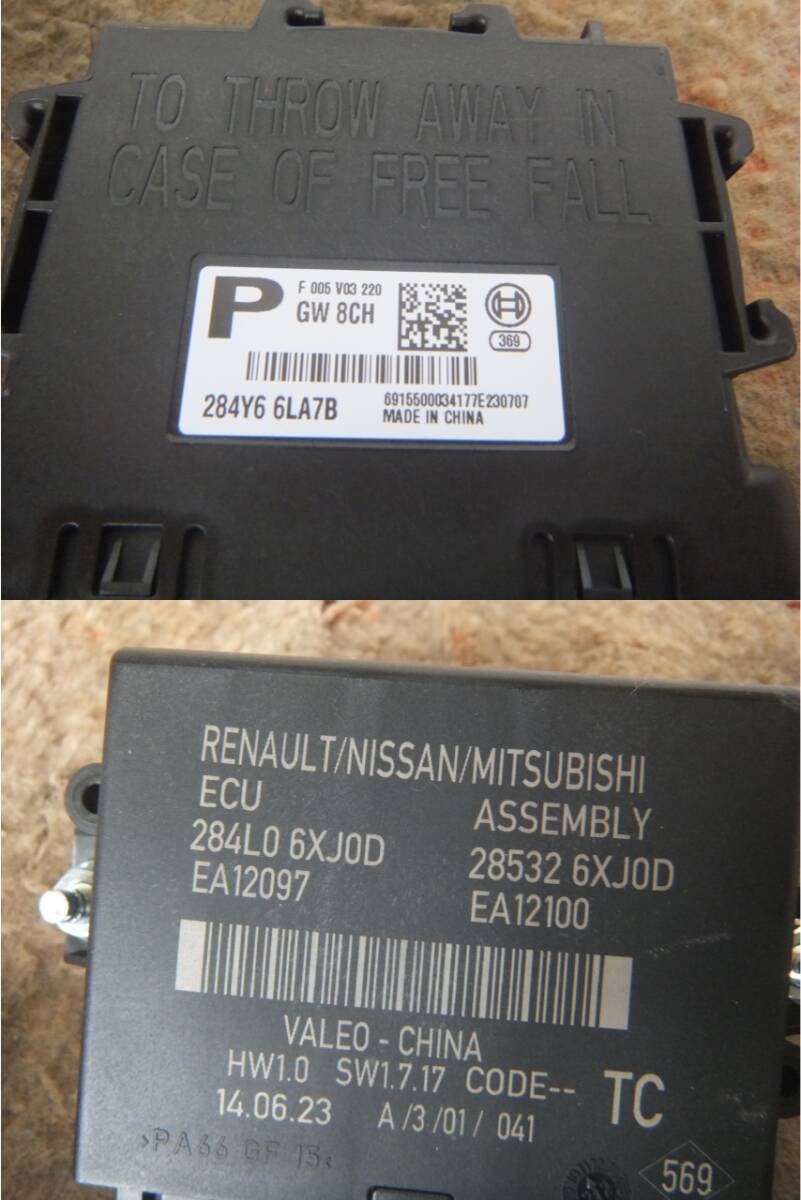 TO THROW AWAY IN
CASE OF FREE FALL
P
F 005 V03 220
GW 8CH
369
284Y6 6LA7B
6915500034177E230707
MADE IN CHINA
RENAULT/NISSAN/MITSUBISHI
ECU ASSEMBLY
284L0 6XJ0D 28532 6XJ0D
EA12097 EA12100
VALEO - CHINA
HW1.0 SW1.7.17 CODE-- TC
14.06.23 A/3/01/ 041
>PA66 GF 15<
569